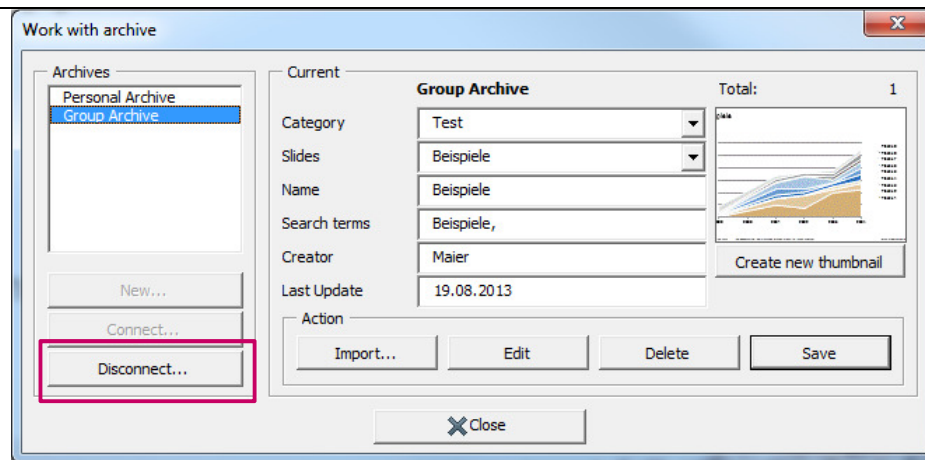 Work with archive
Archives
Personal Archive
Group Archive
New...
Connect...
Disconnect...
Current
Group Archive
Total: 1
Category Test
Slides Beispiele
Name Beispiele
Search terms Beispiele,
Creator Maier
Last Update 19.08.2013
Create new thumbnail
Action
Import... Edit Delete Save
Close